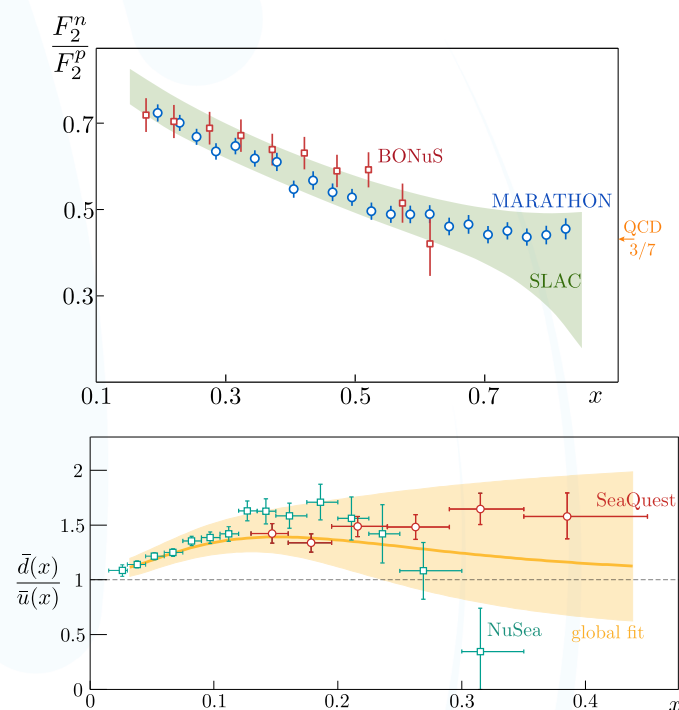 F₂ⁿ
F₂ᵖ
0.7
BONuS
MARATHON
0.5
QCD
3/7
SLAC
0.3
0.1 0.3 0.5 0.7 x
2
SeaQuest
1.5
d̄(x)
ū(x)
1
0.5
NuSea
global fit
0
0 0.1 0.2 0.3 0.4 x